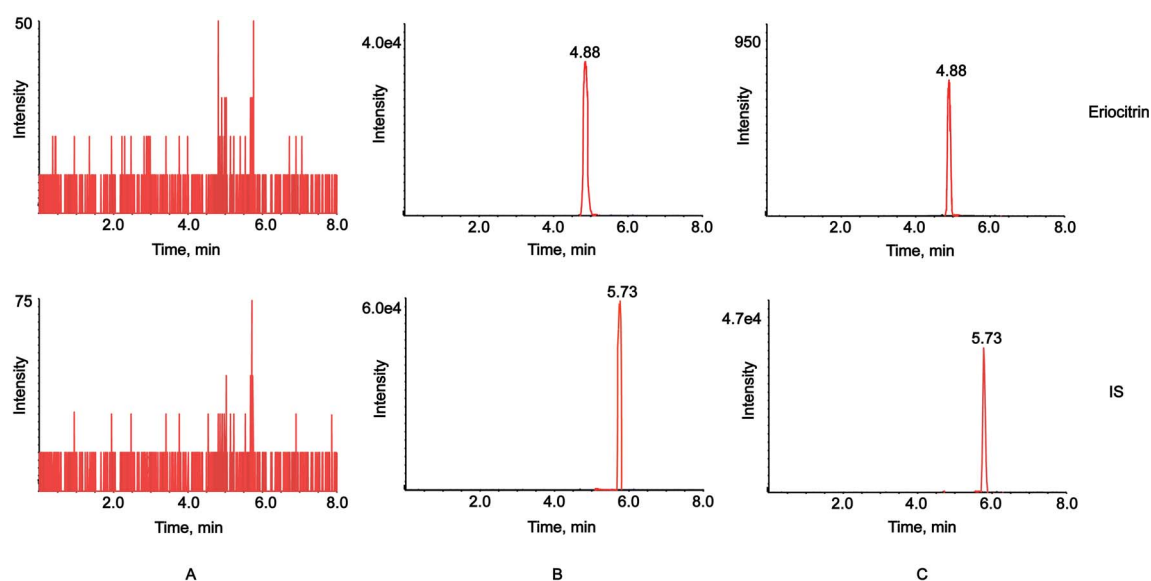 50
Intensity
2.0 4.0 6.0 8.0
Time, min
4.0e4
4.88
Intensity
2.0 4.0 6.0 8.0
Time, min
950
4.88
Intensity
2.0 4.0 6.0 8.0
Time, min
Eriocitrin
75
Intensity
2.0 4.0 6.0 8.0
Time, min
6.0e4
5.73
Intensity
2.0 4.0 6.0 8.0
Time, min
4.7e4
5.73
Intensity
2.0 4.0 6.0 8.0
Time, min
IS
A B C